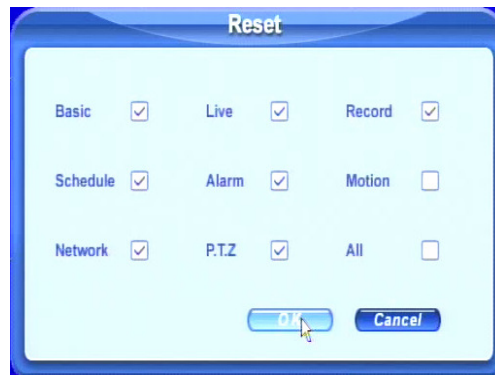 Reset
Basic Live Record
Schedule Alarm Motion
Network P.T.Z All
OK Cancel